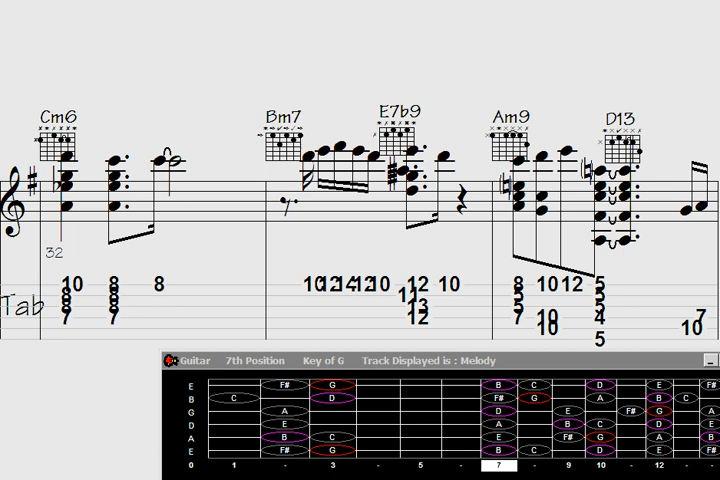 Cm6 Bm7 E7b9 Am9 D13
32
10 8 8 10 12 14 12 10 12 10 8 10 12 5
8 8 11 5 5
8 8 13 5 10 4 7
7 7 12 7 10 10
5
Tab
Guitar 7th Position Key of G Track Displayed is : Melody
E F# G B C D E F#
B C D F# G A B C
G A D E F# G A
D E A B C D E
A B C E F# G A B
E F# G B C D E F#
0 1 - 3 - 5 - 7 - 9 10 - 12 - -